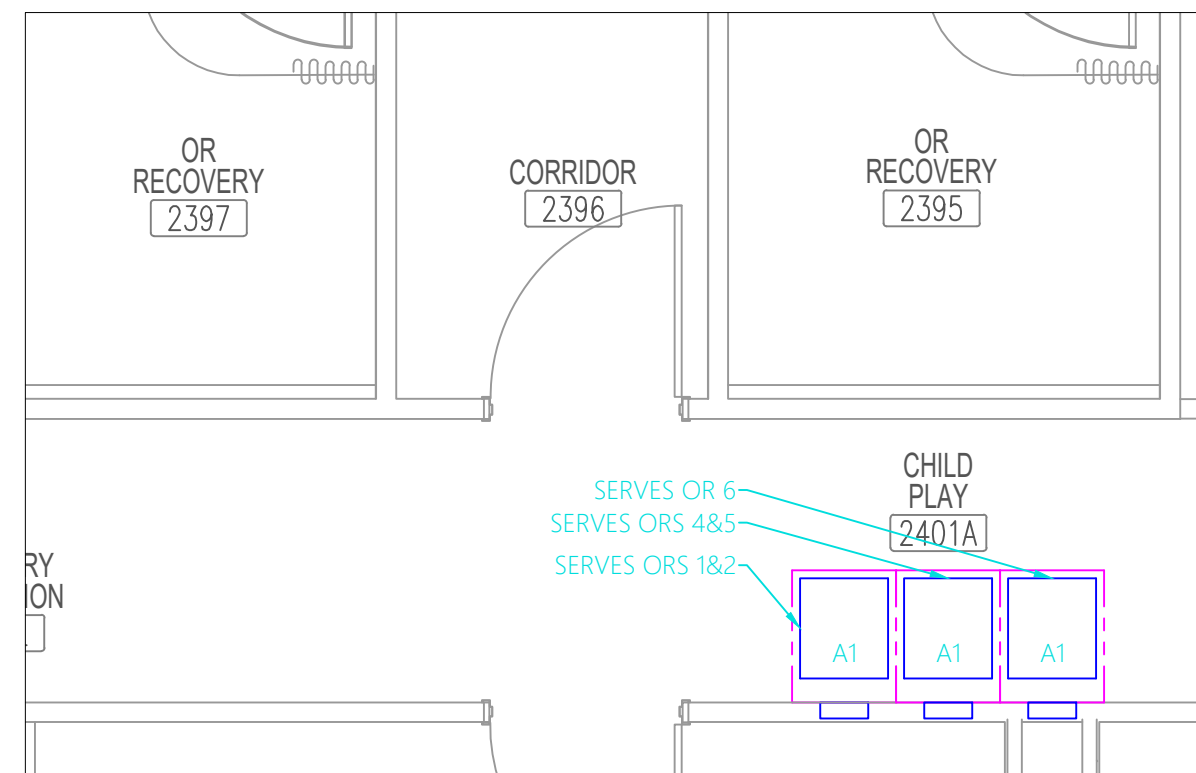 OR
RECOVERY
2397
CORRIDOR
2396
OR
RECOVERY
2395
CHILD
PLAY
2401A
SERVES OR 6
SERVES ORS 4&5
SERVES ORS 1&2
RY
ION
A1
A1
A1